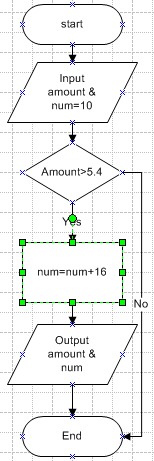 start
Input
amount &
num=10
Amount>5.4
Yes
num=num+16
No
Output
amount &
num
End